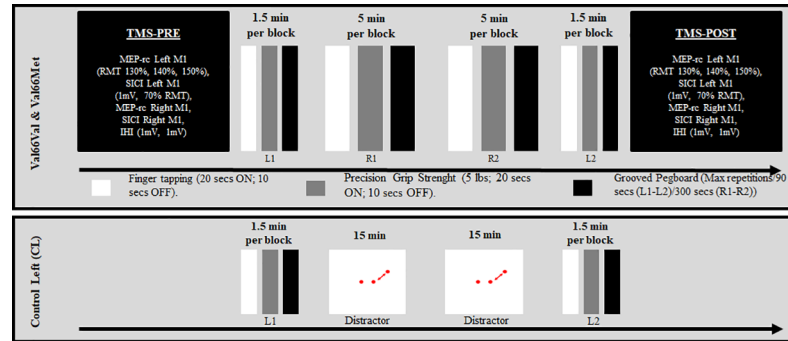 Val66Val & Val66Met
TMS-PRE
MEP-rc Left M1
(RMT 130%, 140%, 150%),
SICI Left M1
(1mV, 70% RMT),
MEP-rc Right M1,
SICI Right M1,
IHI (1mV, 1mV)
1.5 min
per block
L1
5 min
per block
R1
5 min
per block
R2
1.5 min
per block
L2
TMS-POST
MEP-rc Left M1
(RMT 130%, 140%, 150%),
SICI Left M1
(1mV, 70% RMT),
MEP-rc Right M1,
SICI Right M1,
IHI (1mV, 1mV)
Finger tapping (20 secs ON; 10
secs OFF).
Precision Grip Strenght (5 lbs; 20 secs
ON; 10 secs OFF).
Grooved Pegboard (Max repetitions/90
secs (L1-L2)/300 secs (R1-R2))
Control Left (CL)
1.5 min
per block
L1
15 min
Distractor
15 min
Distractor
1.5 min
per block
L2